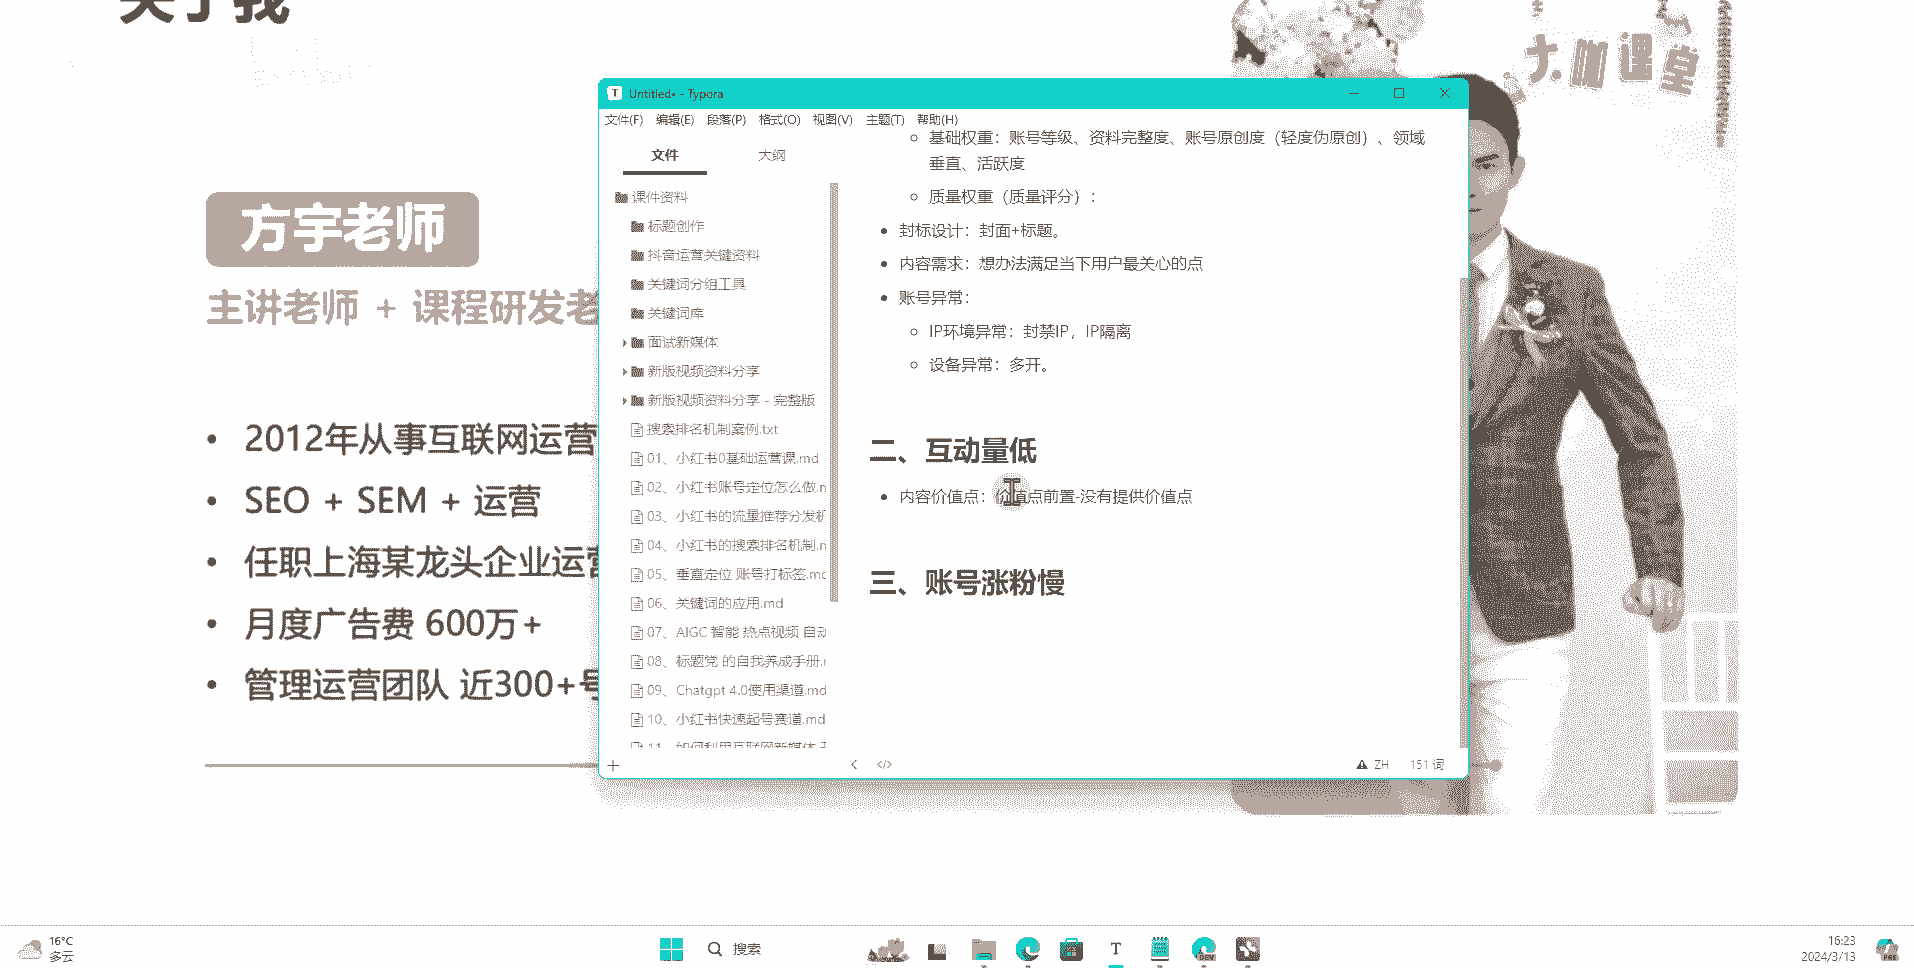 关于我
大咖课堂
方宇老师
主讲老师 + 课程研发老
2012年从事互联网运营
SEO + SEM + 运营
任职上海某龙头企业运营
月度广告费 600万+
管理运营团队 近300+号
Untitled• - Typora
文件(F) 编辑(E) 段落(P) 格式(O) 视图(V) 主题(T) 帮助(H)
文件 大纲
课件资料
标题创作
抖音运营关键资料
关键词分组工具
关键词库
面试新媒体
新版视频资料分享
新版视频资料分享 - 完整版
搜索排名机制案例.txt
01、小红书0基础运营课.md
02、小红书账号定位怎么做.n
03、小红书的流量推荐分发机
04、小红书的搜索排名机制.n
05、垂直定位 账号打标签.mc
06、关键词的应用.md
07、AIGC 智能 热点视频 自动
08、标题党 的自我养成手册.r
09、Chatgpt 4.0使用渠道.md
10、小红书快速起号赛道.md
11、如何利用互联网新媒体
基础权重：账号等级、资料完整度、账号原创度（轻度伪原创）、领域
垂直、活跃度
质量权重（质量评分）：
封标设计：封面+标题。
内容需求：想办法满足当下用户最关心的点
账号异常：
IP环境异常：封禁IP，IP隔离
设备异常：多开。
二、互动量低
内容价值点：价值点前置-没有提供价值点
三、账号涨粉慢
ZH 151 词
16°C
多云
搜索
T
DEV
16:23
2024/3/13
PRE